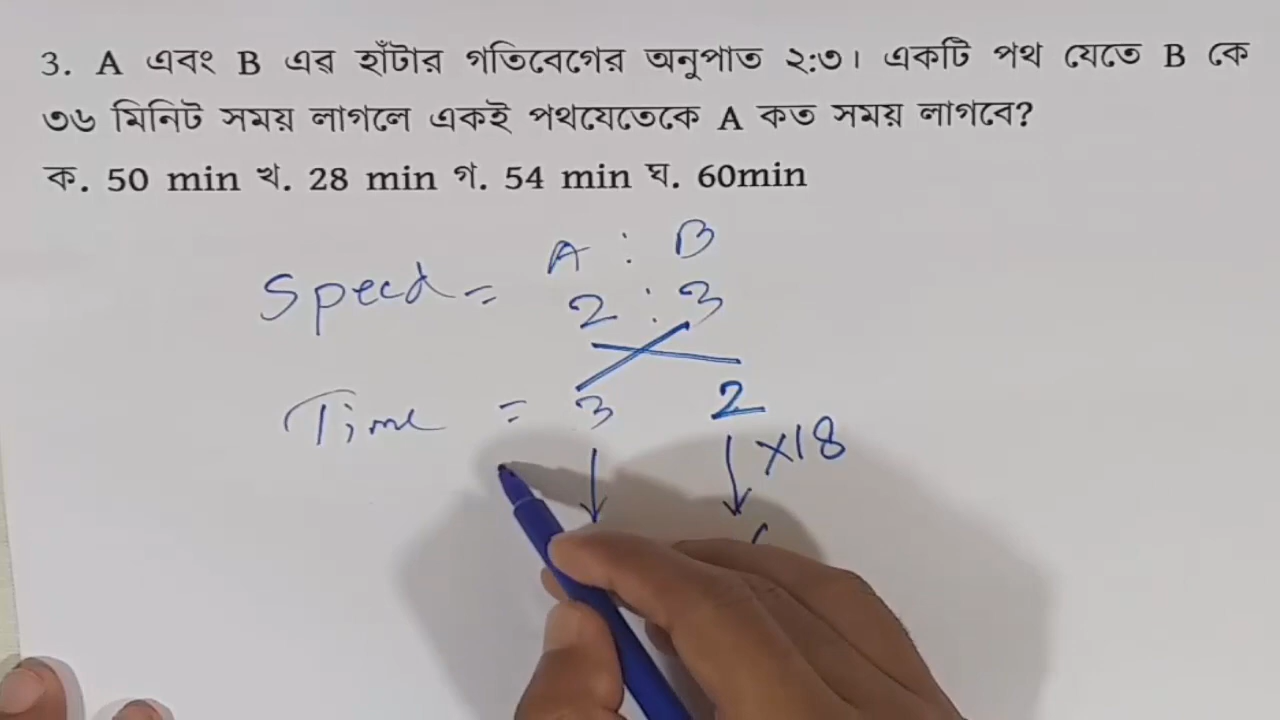 3. A এবং B এর হাঁটার গতিবেগের অনুপাত ২:৩। একটি পথ যেতে B কে
৩৬ মিনিট সময় লাগলে একই পথযেতেকে A কত সময় লাগবে?
ক. 50 min খ. 28 min গ. 54 min ঘ. 60min
A : B
Speed = 2 : 3
Time = 3 2
×18